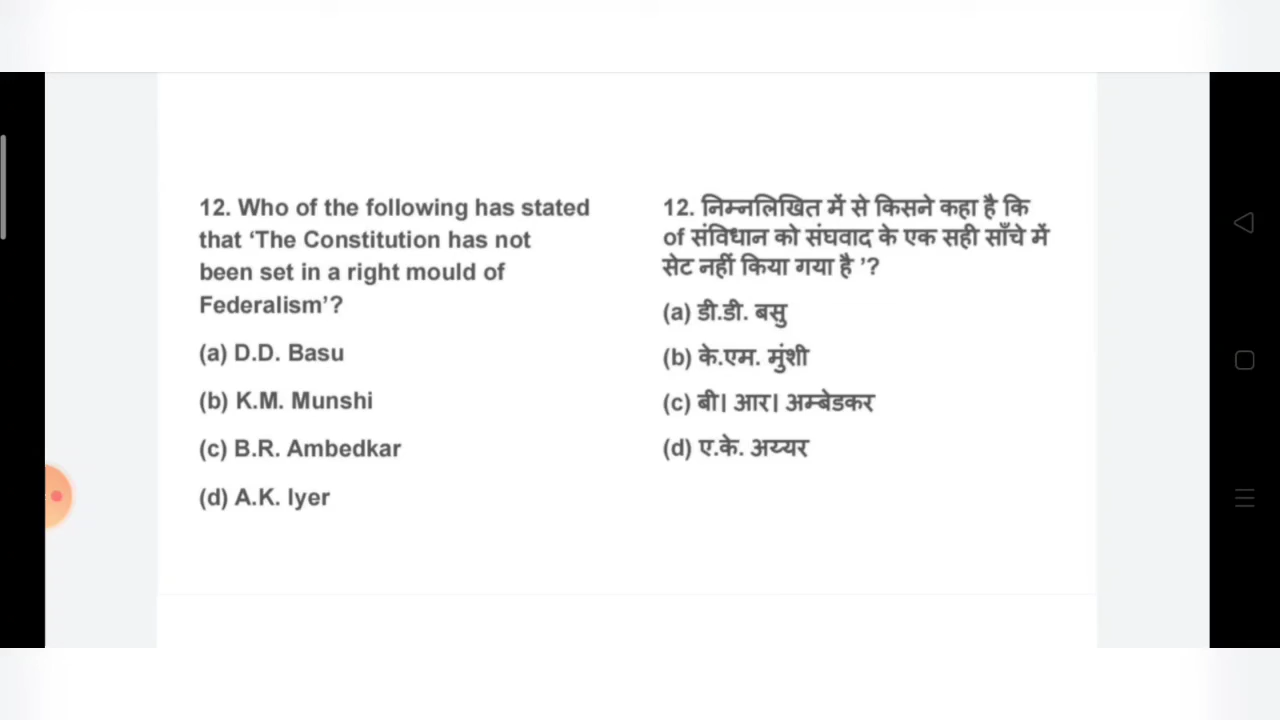 12. Who of the following has stated
that ‘The Constitution has not
been set in a right mould of
Federalism’?
(a) D.D. Basu
(b) K.M. Munshi
(c) B.R. Ambedkar
(d) A.K. Iyer
12. निम्नलिखित में से किसने कहा है कि
of संविधान को संघवाद के एक सही साँचे में
सेट नहीं किया गया है ’?
(a) डी.डी. बसु
(b) के.एम. मुंशी
(c) बी। आर। अम्बेडकर
(d) ए.के. अय्यर